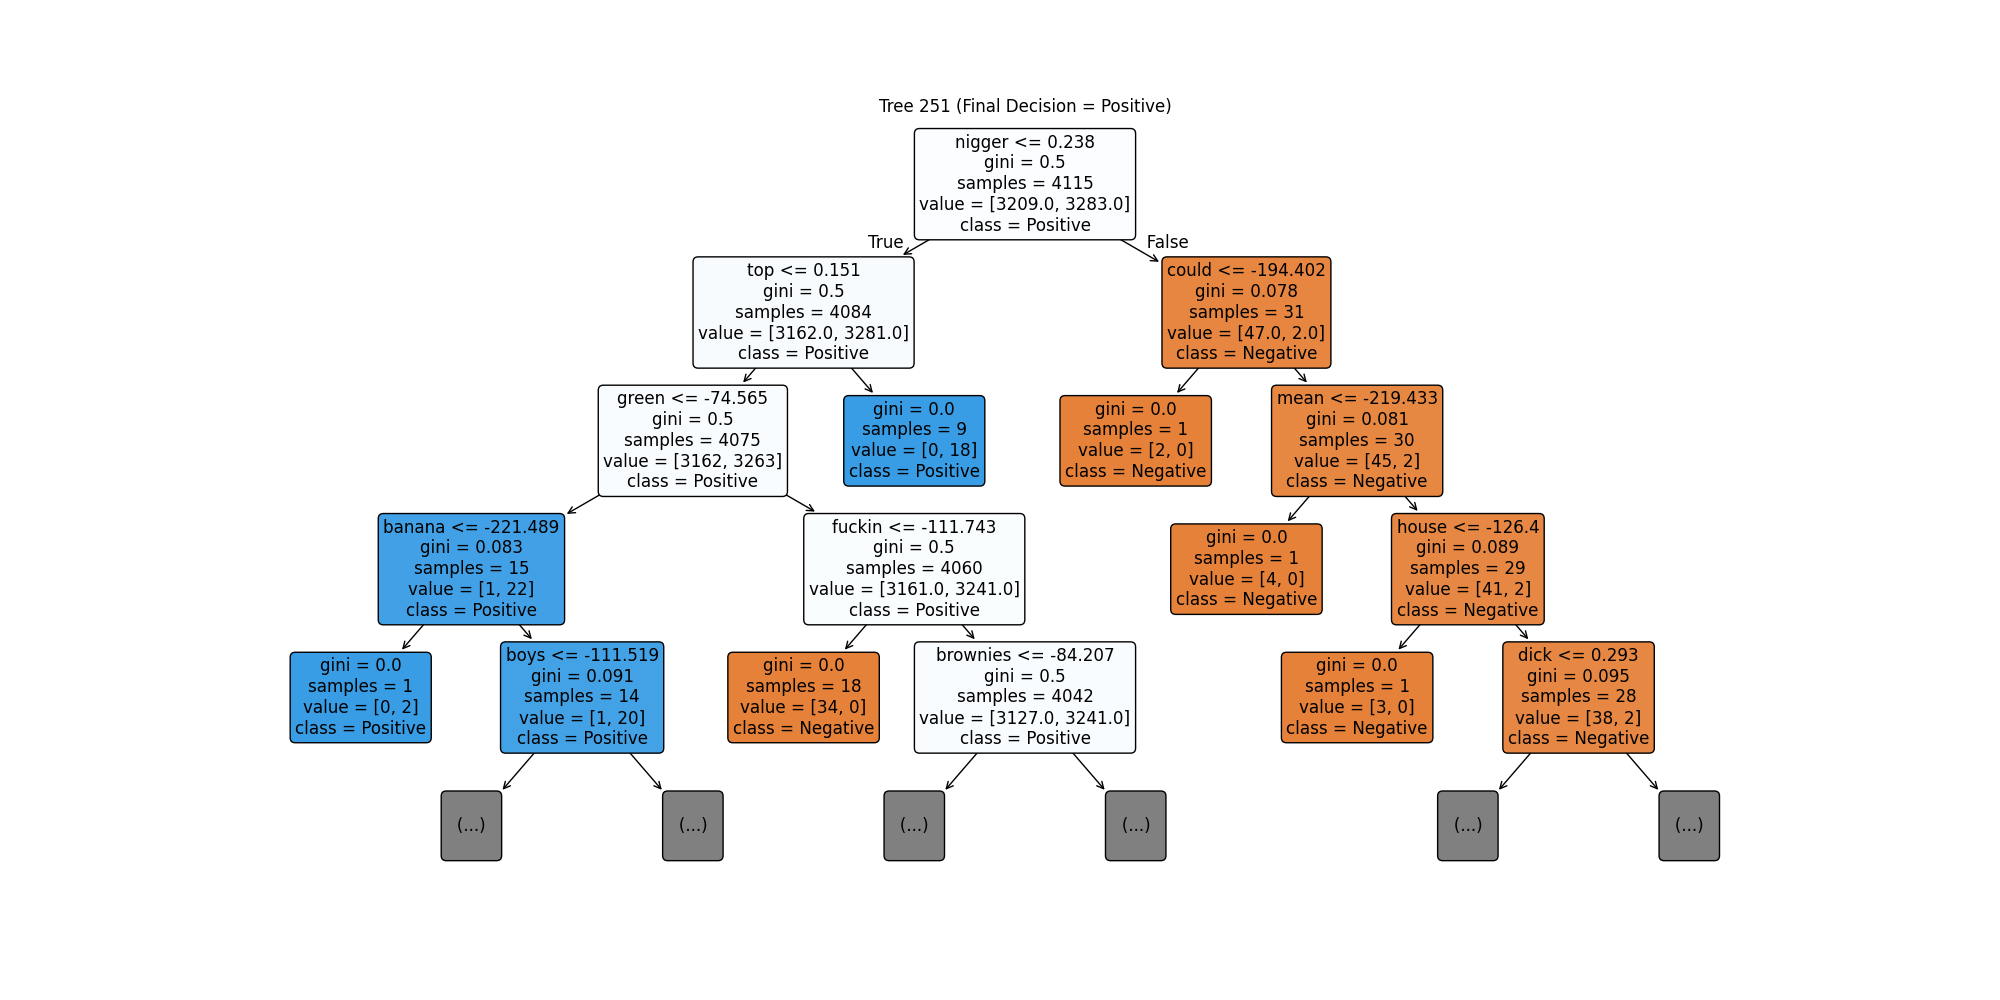 Tree 251 (Final Decision = Positive)
nigger <= 0.238
gini = 0.5
samples = 4115
value = [3209.0, 3283.0]
class = Positive
True
False
top <= 0.151
gini = 0.5
samples = 4084
value = [3162.0, 3281.0]
class = Positive
could <= -194.402
gini = 0.078
samples = 31
value = [47.0, 2.0]
class = Negative
green <= -74.565
gini = 0.5
samples = 4075
value = [3162, 3263]
class = Positive
gini = 0.0
samples = 9
value = [0, 18]
class = Positive
gini = 0.0
samples = 1
value = [2, 0]
class = Negative
mean <= -219.433
gini = 0.081
samples = 30
value = [45, 2]
class = Negative
banana <= -221.489
gini = 0.083
samples = 15
value = [1, 22]
class = Positive
fuckin <= -111.743
gini = 0.5
samples = 4060
value = [3161.0, 3241.0]
class = Positive
gini = 0.0
samples = 1
value = [4, 0]
class = Negative
house <= -126.4
gini = 0.089
samples = 29
value = [41, 2]
class = Negative
gini = 0.0
samples = 1
value = [0, 2]
class = Positive
boys <= -111.519
gini = 0.091
samples = 14
value = [1, 20]
class = Positive
gini = 0.0
samples = 18
value = [34, 0]
class = Negative
brownies <= -84.207
gini = 0.5
samples = 4042
value = [3127.0, 3241.0]
class = Positive
gini = 0.0
samples = 1
value = [3, 0]
class = Negative
dick <= 0.293
gini = 0.095
samples = 28
value = [38, 2]
class = Negative
(...)
(...)
(...)
(...)
(...)
(...)